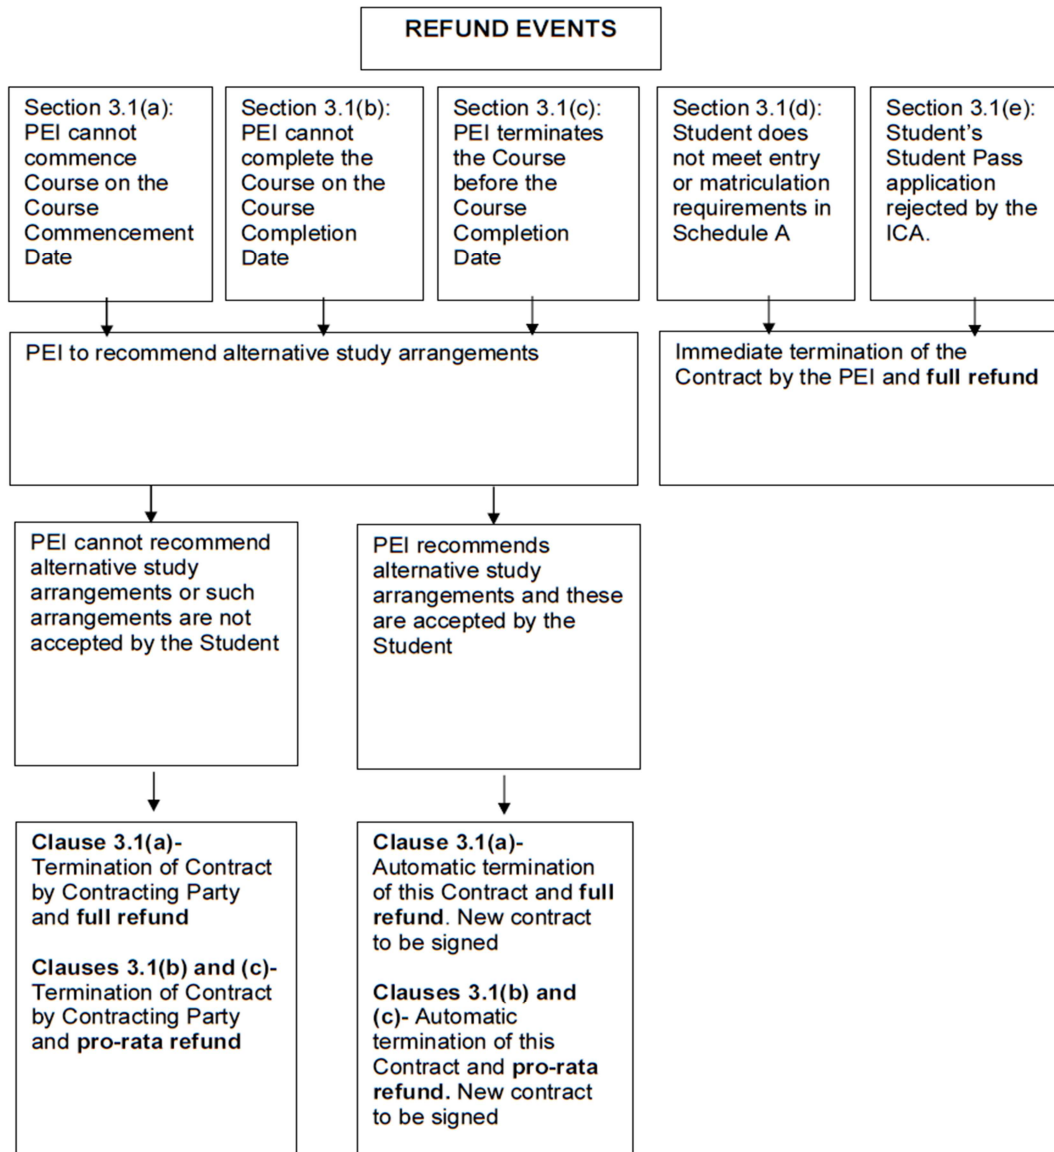 REFUND EVENTS
Section 3.1(a):
PEI cannot
commence
Course on the
Course
Commencement
Date
Section 3.1(b):
PEI cannot
complete the
Course on the
Course
Completion
Date
Section 3.1(c):
PEI terminates
the Course
before the
Course
Completion
Date
Section 3.1(d):
Student does
not meet entry
or matriculation
requirements in
Schedule A
Section 3.1(e):
Student’s
Student Pass
application
rejected by the
ICA.
PEI to recommend alternative study arrangements
Immediate termination of the
Contract by the PEI and full refund
PEI cannot recommend
alternative study
arrangements or such
arrangements are not
accepted by the Student
PEI recommends
alternative study
arrangements and these
are accepted by the
Student
Clause 3.1(a)-
Termination of Contract
by Contracting Party
and full refund
Clauses 3.1(b) and (c)-
Termination of Contract
by Contracting Party
and pro-rata refund
Clause 3.1(a)-
Automatic termination
of this Contract and full
refund. New contract
to be signed
Clauses 3.1(b) and
(c)- Automatic
termination of this
Contract and pro-rata
refund. New contract
to be signed